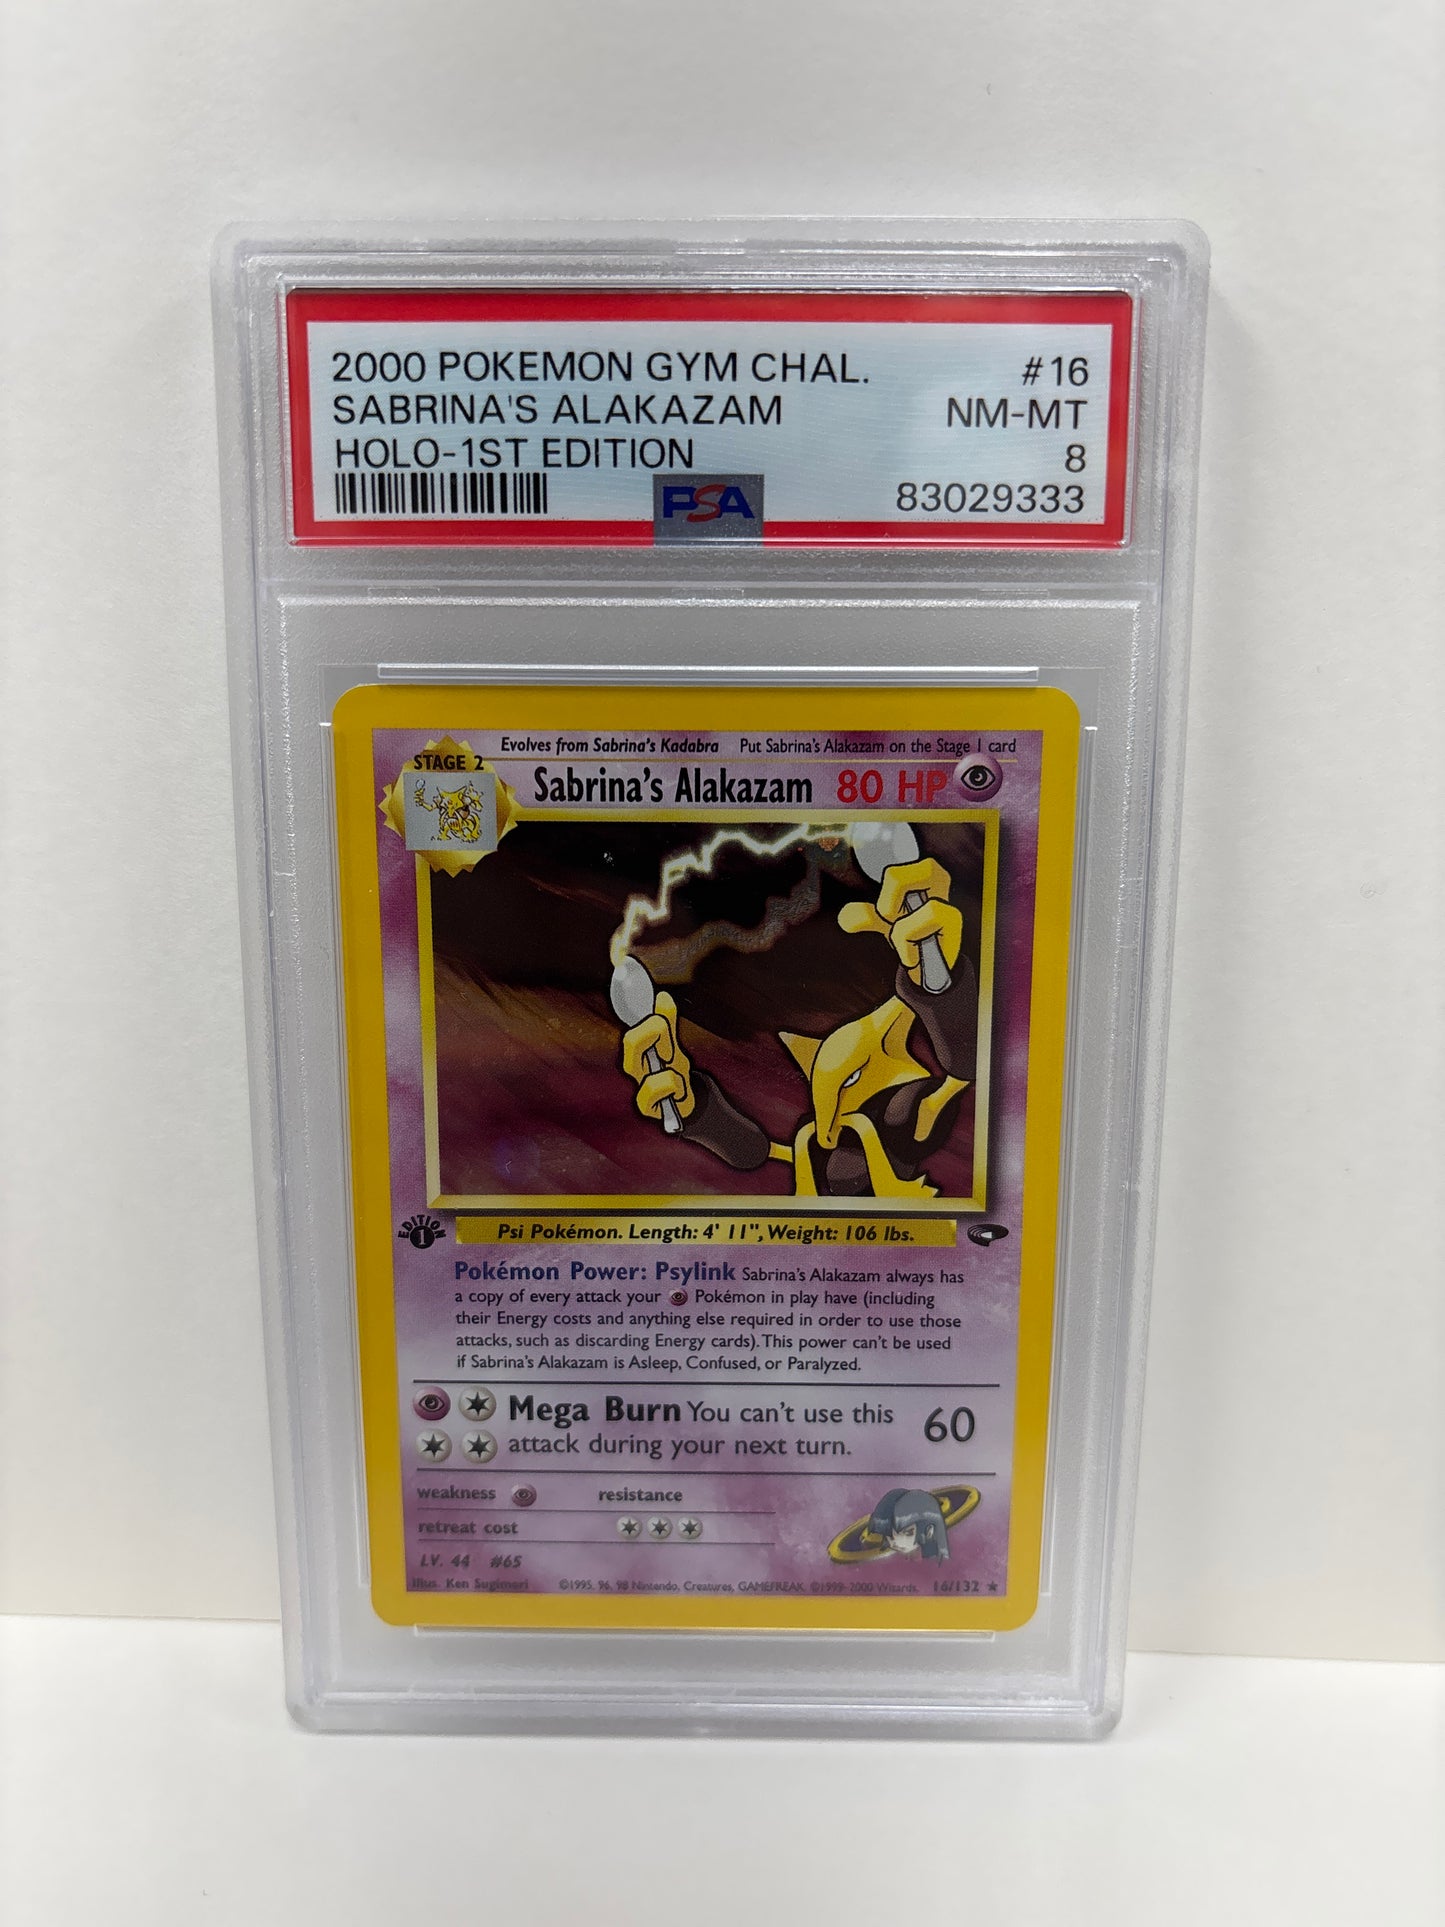 2000 POKEMON GYM CHAL. #16
SABRINA'S ALAKAZAM NM-MT
HOLO-1ST EDITION 8
PSA 83029333
Evolves from Sabrina's Kadabra Put Sabrina's Alakazam on the Stage 1 card
STAGE 2
Sabrina's Alakazam 80 HP
EDITION 1
Psi Pokémon. Length: 4' 11", Weight: 106 lbs.
Pokémon Power: Psylink Sabrina's Alakazam always has
a copy of every attack your Pokémon in play have (including
their Energy costs and anything else required in order to use those
attacks, such as discarding Energy cards). This power can't be used
if Sabrina's Alakazam is Asleep, Confused, or Paralyzed.
Mega Burn You can't use this 60
attack during your next turn.
weakness resistance
retreat cost
LV. 44 #65
Illus. Ken Sugimori ©1995, 96, 98 Nintendo, Creatures, GAMEFREAK. ©1999-2000 Wizards. 16/132 ★